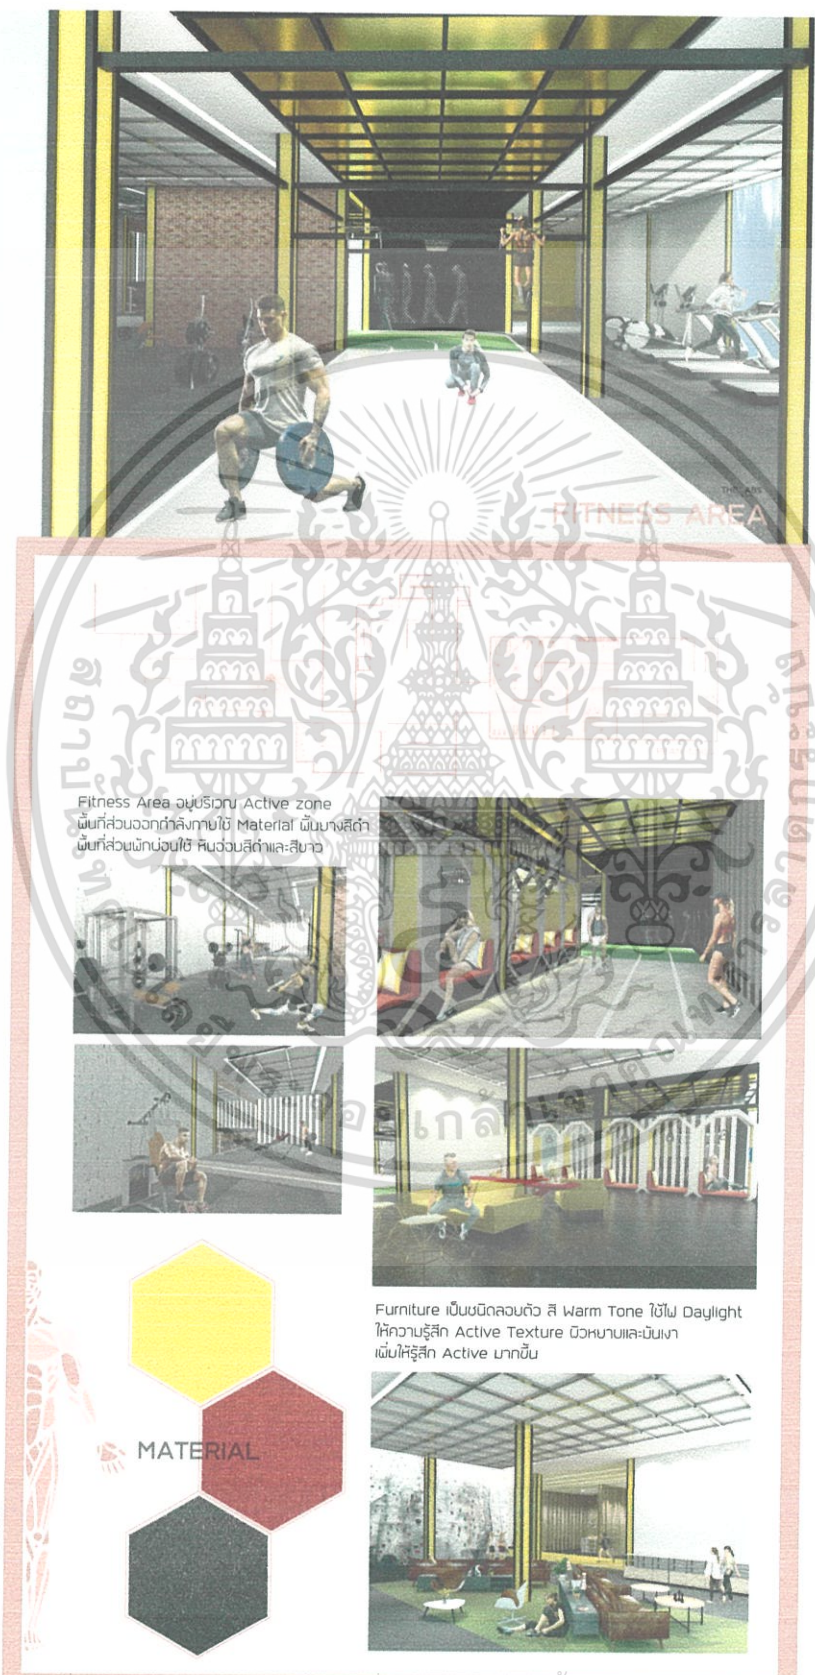 THE LABS
FITNESS AREA
Fitness Area อยู่บริเวณ Active zone
พื้นที่ส่วนออกกำลังกายใช้ Material พื้นยางสีดำ
พื้นที่ส่วนพักผ่อนใช้ หินอ่อนสีดำและสีขาว
Furniture เป็นชนิดลอยตัว สี Warm Tone ใช้ไฟ Daylight
ให้ความรู้สึก Active Texture ผิวหยาบและมันเงา
เพิ่มให้รู้สึก Active มากขึ้น
MATERIAL